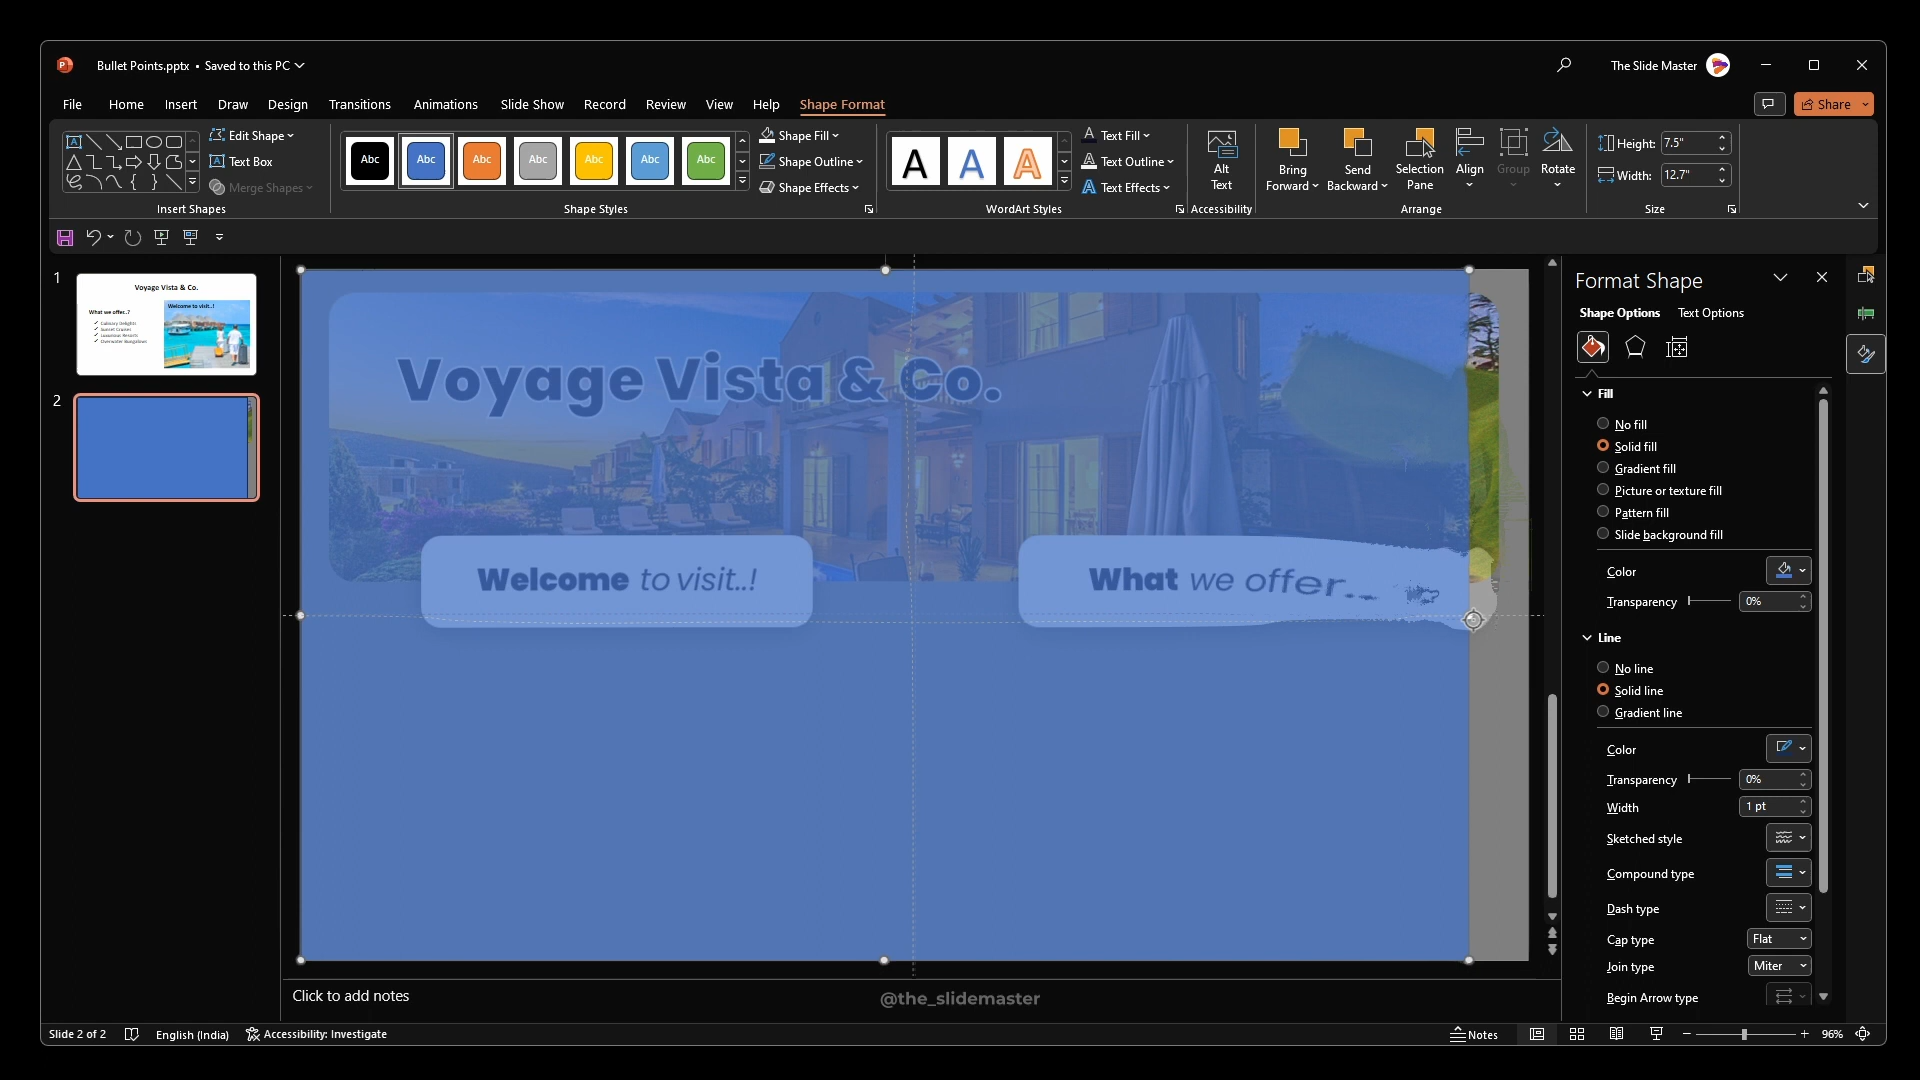 Bullet Points.pptx • Saved to this PC
The Slide Master
File Home Insert Draw Design Transitions Animations Slide Show Record Review View Help Shape Format
Share
Edit Shape
Text Box
Merge Shapes
Insert Shapes
Abc Abc Abc Abc Abc Abc Abc
Shape Fill
Shape Outline
Shape Effects
Shape Styles
A A A
Text Fill
Text Outline
Text Effects
WordArt Styles
Alt
Text
Accessibility
Bring
Forward
Send
Backward
Selection
Pane
Align
Group
Rotate
Arrange
Height: 7.5"
Width: 12.7"
Size
1
Voyage Vista & Co.
What we offer..?
Culinary Delights
Sunset Cruises
Luxurious Resorts
Overwater Bungalows
Welcome to visit..!
2
Voyage Vista & Co.
Welcome to visit..!
What we offer..
Format Shape
Shape Options Text Options
Fill
No fill
Solid fill
Gradient fill
Picture or texture fill
Pattern fill
Slide background fill
Color
Transparency 0%
Line
No line
Solid line
Gradient line
Color
Transparency 0%
Width 1 pt
Sketched style
Compound type
Dash type
Cap type Flat
Join type Miter
Begin Arrow type
Click to add notes
@the_slidemaster
Slide 2 of 2 English (India) Accessibility: Investigate
Notes
96%